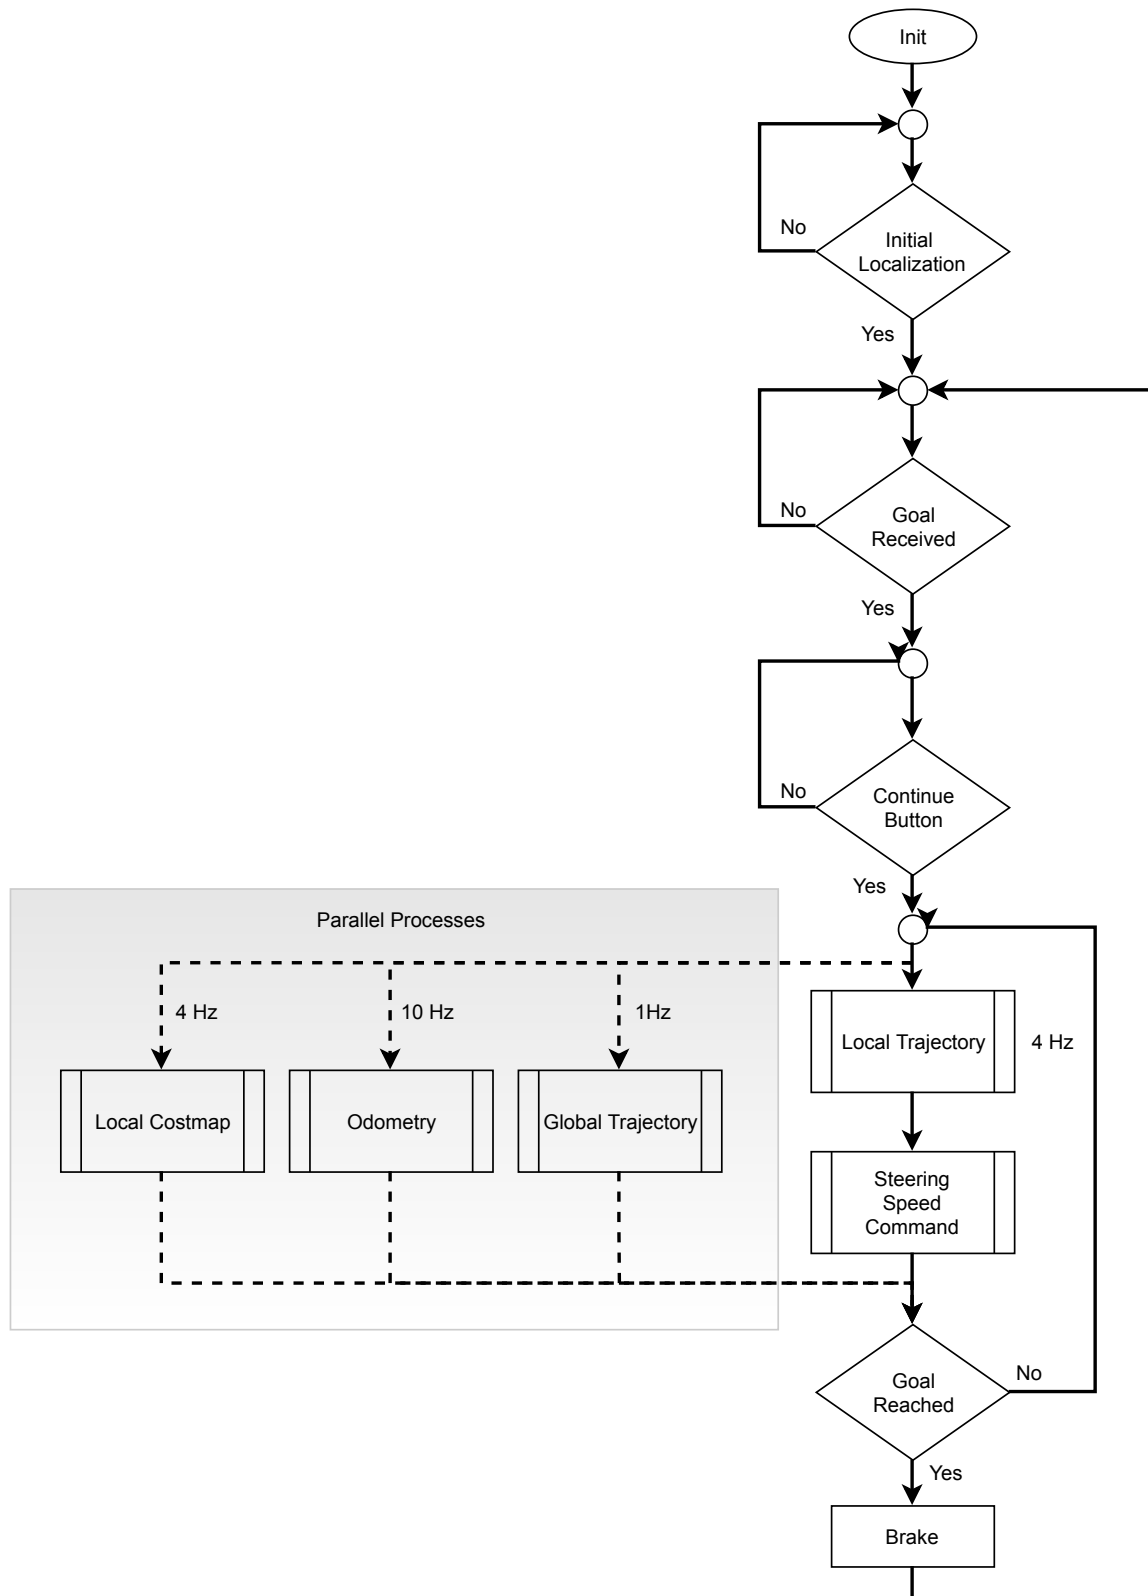 Init
No
Initial
Localization
Yes
No
Goal
Received
Yes
No
Continue
Button
Yes
Parallel Processes
4 Hz
10 Hz
1Hz
Local Trajectory
4 Hz
Local Costmap
Odometry
Global Trajectory
Steering
Speed
Command
Goal
Reached
No
Yes
Brake